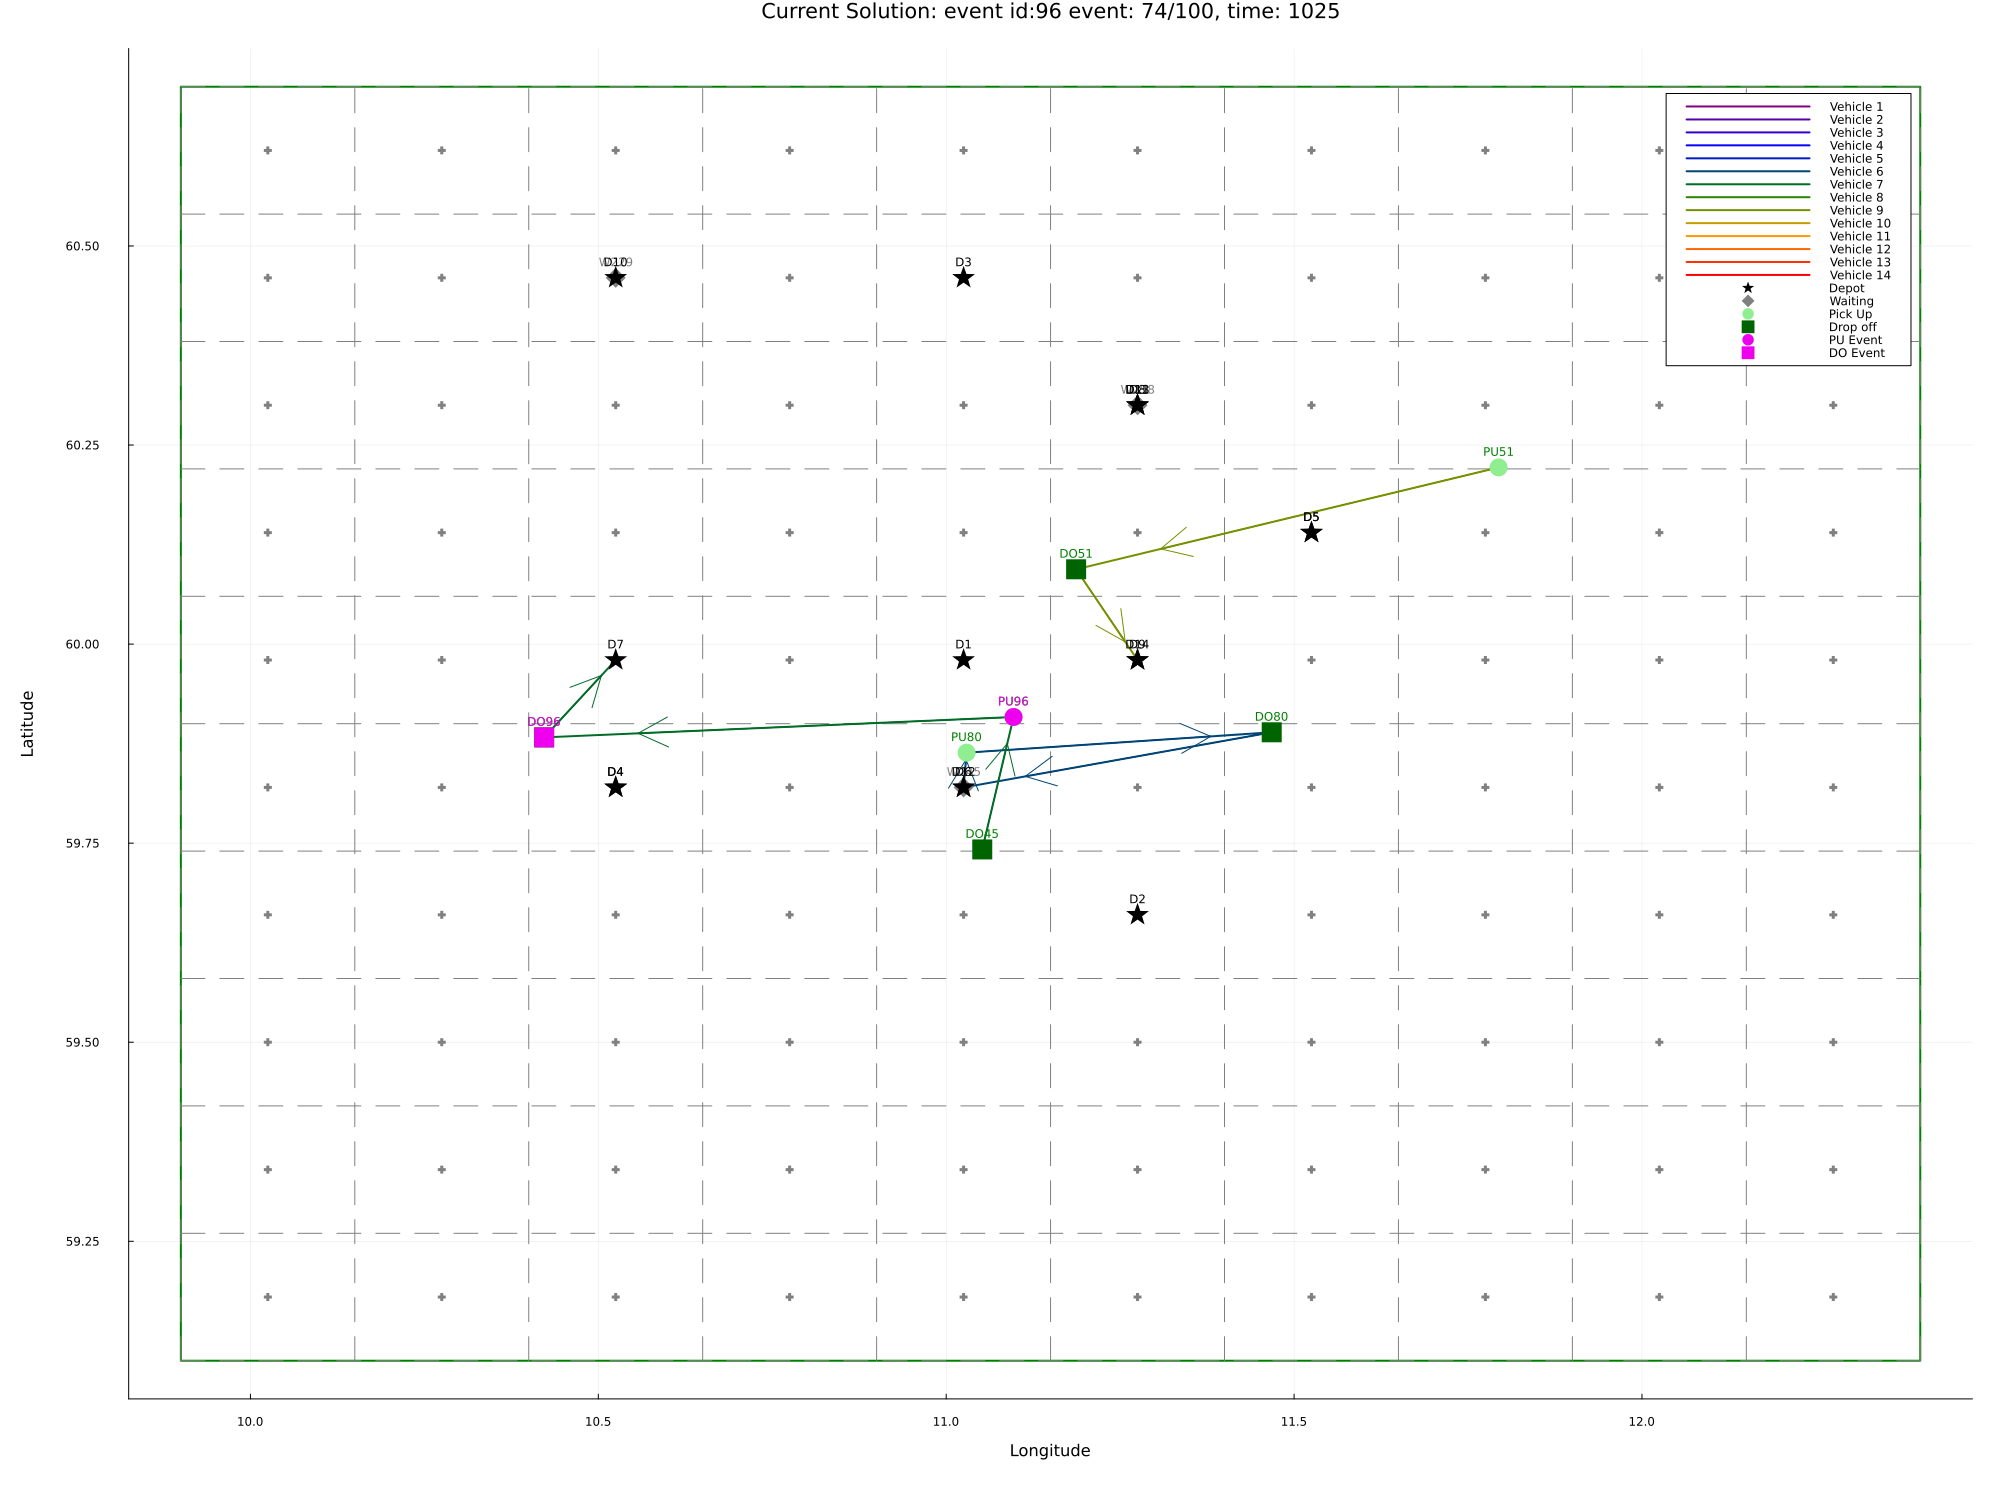 Current Solution: event id:96 event: 74/100, time: 1025
Vehicle 1
Vehicle 2
Vehicle 3
Vehicle 4
Vehicle 5
Vehicle 6
Vehicle 7
Vehicle 8
Vehicle 9
Vehicle 10
Vehicle 11
Vehicle 12
Vehicle 13
Vehicle 14
Depot
Waiting
Pick Up
Drop off
PU Event
DO Event
60.50
D10
D3
60.25
PU51
D5
DO51
60.00
D7
D1
PU96
DO96
DO80
PU80
D4
59.75
DO45
D2
59.50
59.25
10.0
10.5
11.0
11.5
12.0
Longitude
Latitude